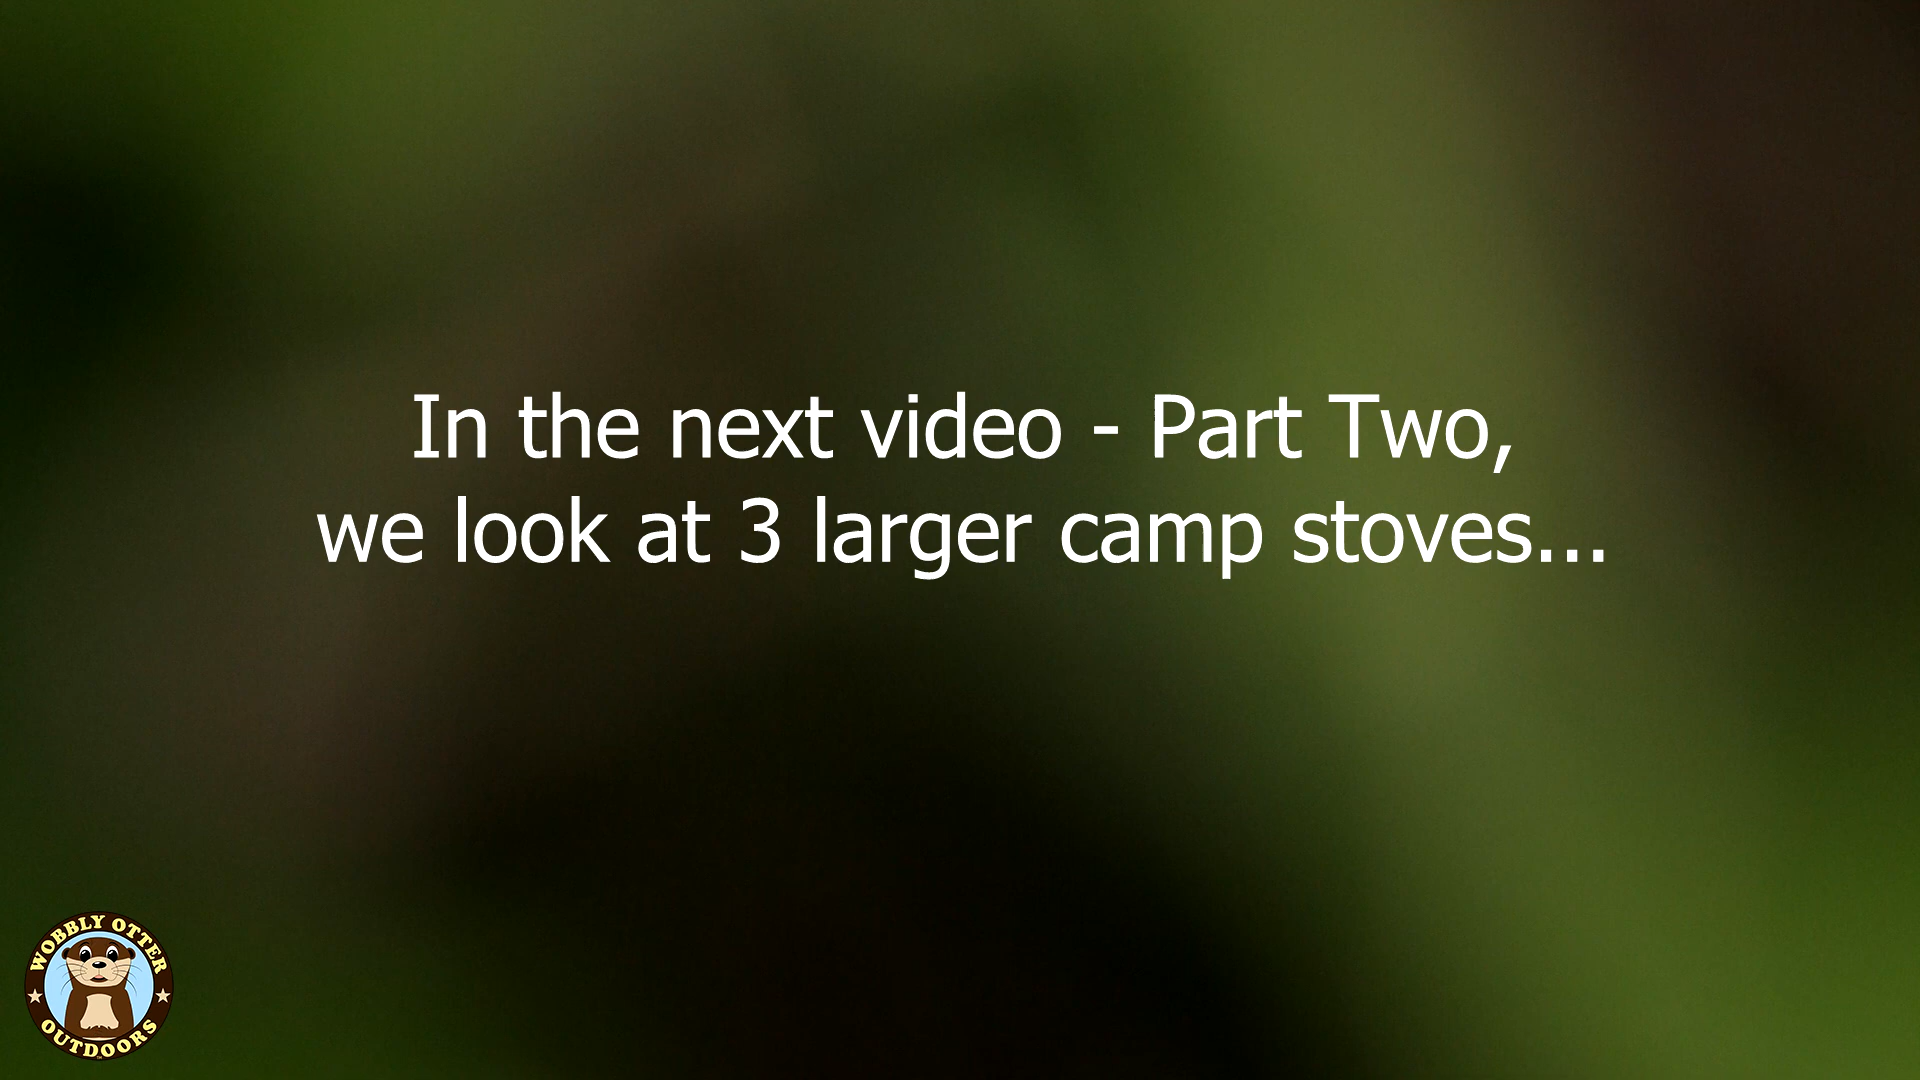 In the next video - Part Two,
we look at 3 larger camp stoves...
WOBBLY OTTER
OUTDOORS